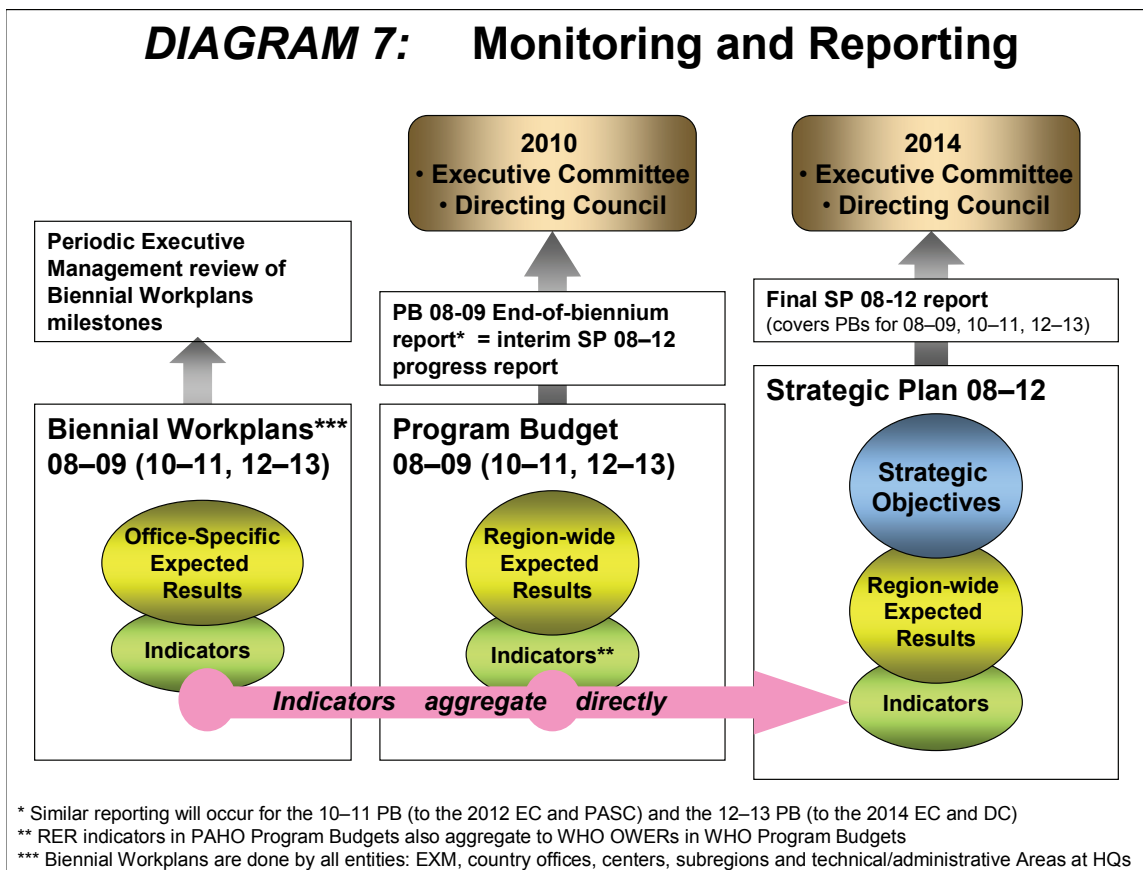 DIAGRAM 7: Monitoring and Reporting
2010
• Executive Committee
• Directing Council
2014
• Executive Committee
• Directing Council
Periodic Executive
Management review of
Biennial Workplans
milestones
PB 08-09 End-of-biennium
report* = interim SP 08–12
progress report
Final SP 08-12 report
(covers PBs for 08–09, 10–11, 12–13)
Biennial Workplans***
08–09 (10–11, 12–13)
Office-Specific
Expected
Results
Indicators
Program Budget
08–09 (10–11, 12–13)
Region-wide
Expected
Results
Indicators**
Strategic Plan 08–12
Strategic
Objectives
Region-wide
Expected
Results
Indicators
Indicators aggregate directly
* Similar reporting will occur for the 10–11 PB (to the 2012 EC and PASC) and the 12–13 PB (to the 2014 EC and DC)
** RER indicators in PAHO Program Budgets also aggregate to WHO OWERs in WHO Program Budgets
*** Biennial Workplans are done by all entities: EXM, country offices, centers, subregions and technical/administrative Areas at HQs